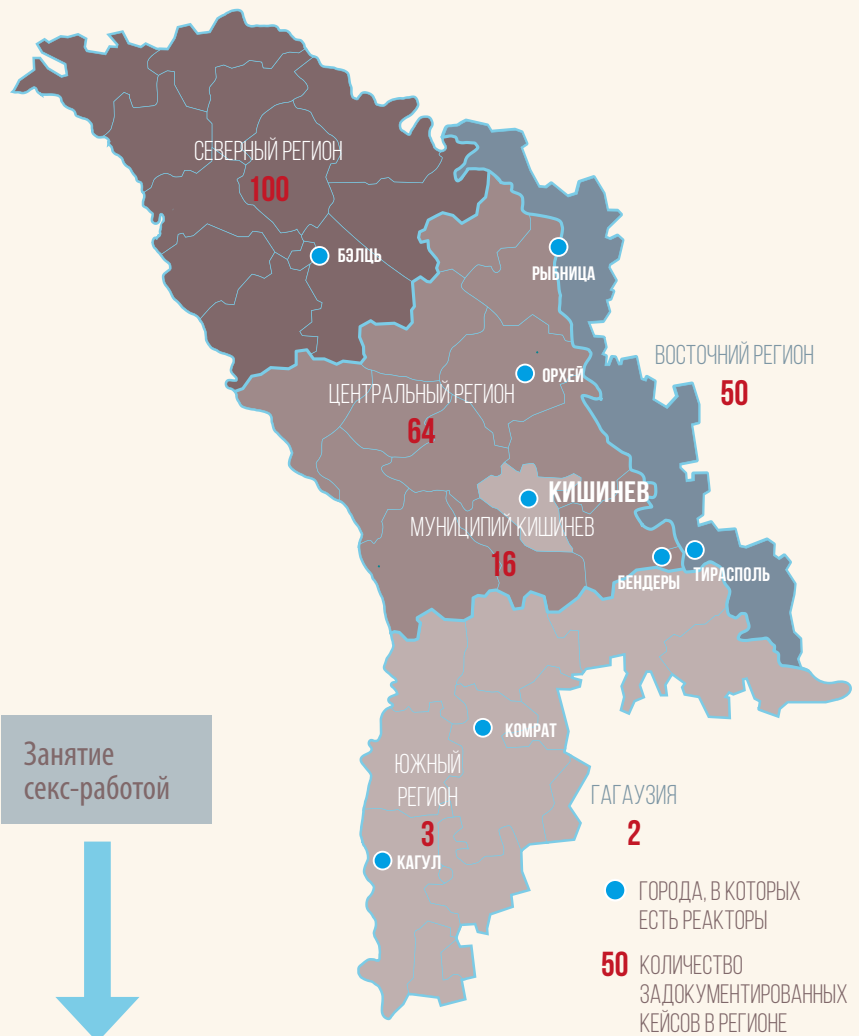 СЕВЕРНЫЙ РЕГИОН
100
БЭЛЦЬ
РЫБНИЦА
ВОСТОЧНИЙ РЕГИОН
50
ОРХЕЙ
ЦЕНТРАЛЬНЫЙ РЕГИОН
64
КИШИНЕВ
МУНИЦИПИЙ КИШИНЕВ
16
БЕНДЕРЫ
ТИРАСПОЛЬ
КОМРАТ
Занятие
секс-работой
ЮЖНЫЙ
РЕГИОН
3
ГАГАУЗИЯ
2
КАГУЛ
ГОРОДА, В КОТОРЫХ
ЕСТЬ РЕАКТОРЫ
50 КОЛИЧЕСТВО
ЗАДОКУМЕНТИРОВАННЫХ
КЕЙСОВ В РЕГИОНЕ